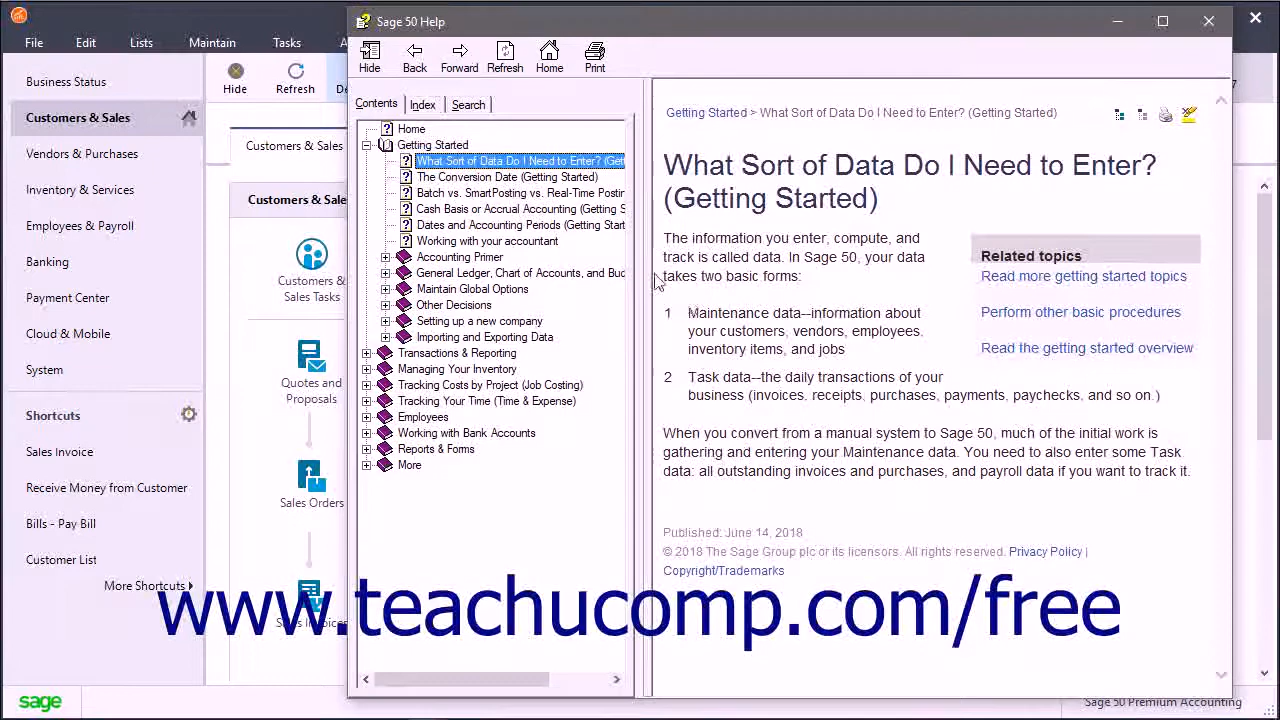 Sage 50 Help
File Edit Lists Maintain Tasks
Hide Back Forward Refresh Home Print
Business Status
Customers & Sales
Vendors & Purchases
Inventory & Services
Employees & Payroll
Banking
Payment Center
Cloud & Mobile
System
Shortcuts
Sales Invoice
Receive Money from Customer
Bills - Pay Bill
Customer List
More Shortcuts
sage
Hide Refresh
Customers & Sales
Customers & Sale
Customers &
Sales Tasks
Quotes and
Proposals
Sales Orders
Sales Invoices
Contents Index Search
Home
Getting Started
What Sort of Data Do I Need to Enter? (Gett
The Conversion Date (Getting Started)
Batch vs. SmartPosting vs. Real-Time Postin
Cash Basis or Accrual Accounting (Getting S
Dates and Accounting Periods (Getting Start
Working with your accountant
Accounting Primer
General Ledger, Chart of Accounts, and Bud
Maintain Global Options
Other Decisions
Setting up a new company
Importing and Exporting Data
Transactions & Reporting
Managing Your Inventory
Tracking Costs by Project (Job Costing)
Tracking Your Time (Time & Expense)
Employees
Working with Bank Accounts
Reports & Forms
More
Getting Started > What Sort of Data Do I Need to Enter? (Getting Started)
What Sort of Data Do I Need to Enter?
(Getting Started)
The information you enter, compute, and
track is called data. In Sage 50, your data
takes two basic forms:
1 Maintenance data--information about
your customers, vendors, employees,
inventory items, and jobs
2 Task data--the daily transactions of your
business (invoices, receipts, purchases, payments, paychecks, and so on.)
Related topics
Read more getting started topics
Perform other basic procedures
Read the getting started overview
When you convert from a manual system to Sage 50, much of the initial work is
gathering and entering your Maintenance data. You need to also enter some Task
data: all outstanding invoices and purchases, and payroll data if you want to track it.
Published: June 14, 2018
© 2018 The Sage Group plc or its licensors. All rights reserved. Privacy Policy |
Copyright/Trademarks
www.teachucomp.com/free
Sage 50 Premium Accounting